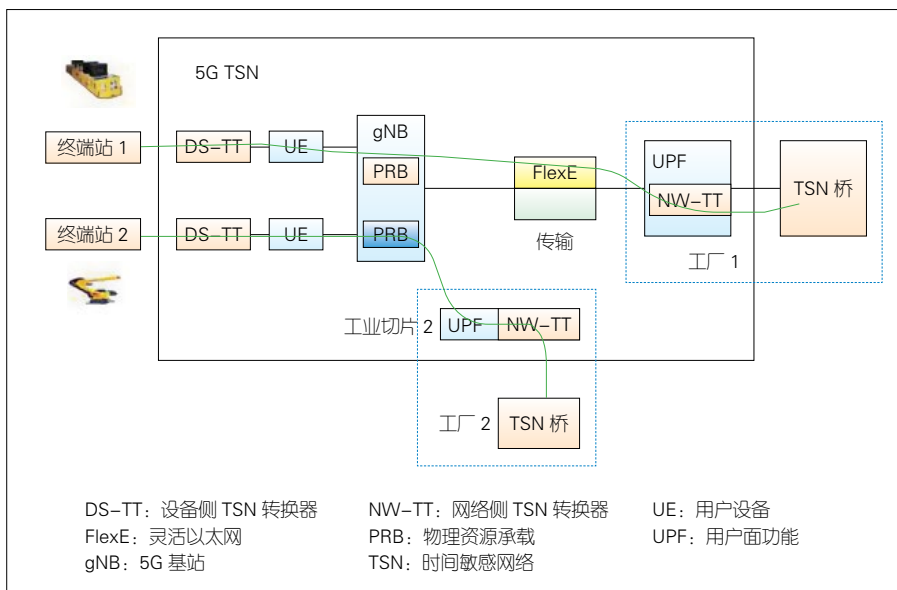 5G TSN
gNB
终端站 1
DS-TT
UE
PRB
FlexE
UPF
NW-TT
TSN 桥
终端站 2
DS-TT
UE
PRB
传输
工厂 1
工业切片 2
UPF
NW-TT
工厂 2
TSN 桥
DS-TT：设备侧 TSN 转换器
NW-TT：网络侧 TSN 转换器
UE：用户设备
FlexE：灵活以太网
PRB：物理资源承载
UPF：用户面功能
gNB：5G 基站
TSN：时间敏感网络